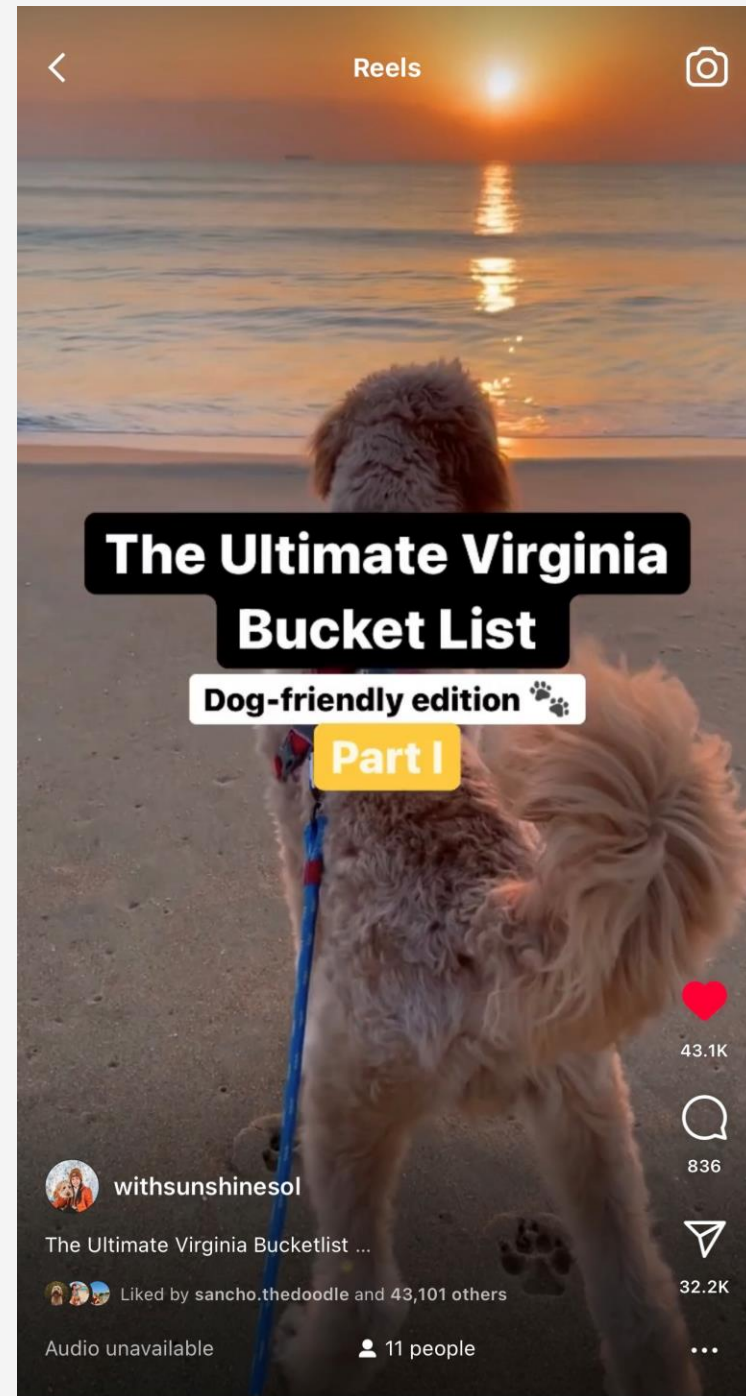 Reels
The Ultimate Virginia
Bucket List
Dog-friendly edition 🐾
Part I
43.1K
836
withsunshinesol
The Ultimate Virginia Bucketlist ...
32.2K
Liked by sancho.thedoodle and 43,101 others
Audio unavailable
11 people